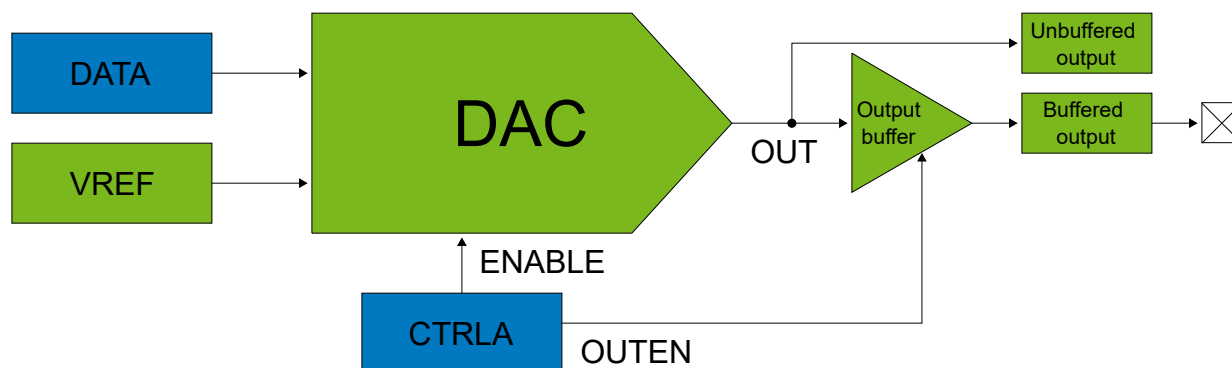 DATA
VREF
DAC
OUT
Output
buffer
Unbuffered
output
Buffered
output
ENABLE
CTRLA
OUTEN